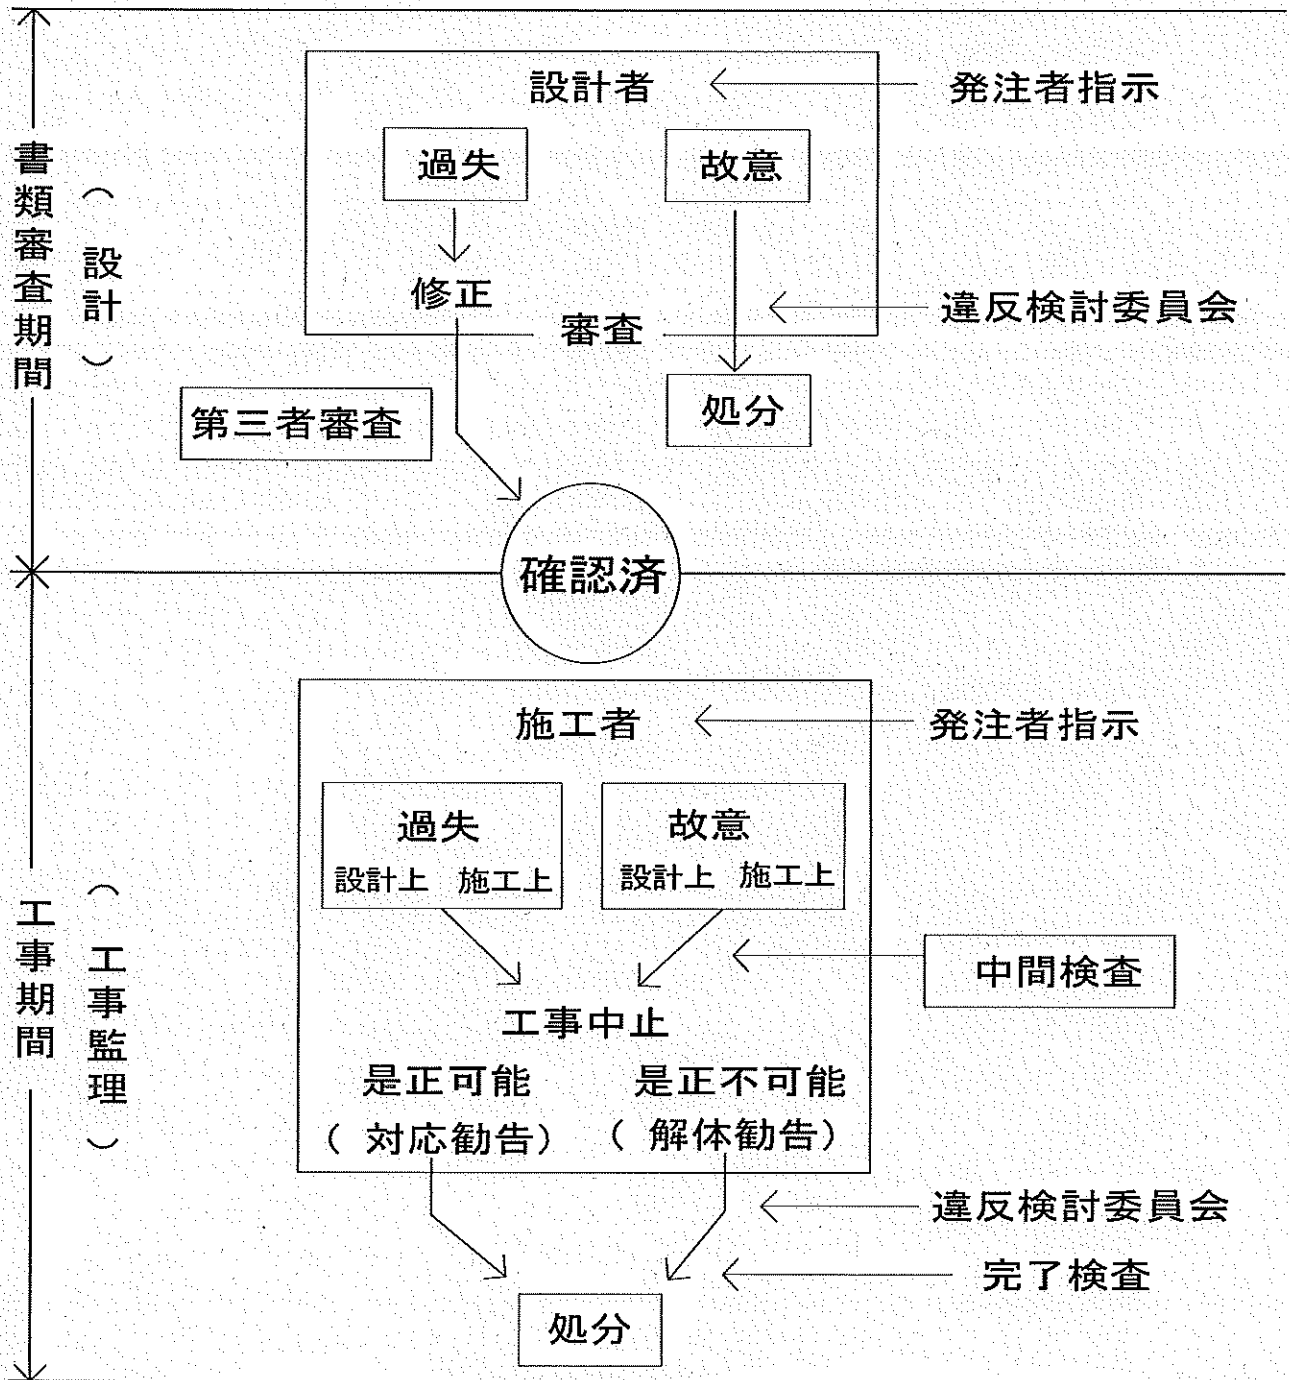 書類審査期間
（設計）
設計者
発注者指示
過失
故意
修正
違反検討委員会
審査
処分
第三者審査
確認済
工事期間
（工事監理）
施工者
発注者指示
過失
設計上 施工上
故意
設計上 施工上
中間検査
工事中止
是正可能
（対応勧告）
是正不可能
（解体勧告）
違反検討委員会
完了検査
処分